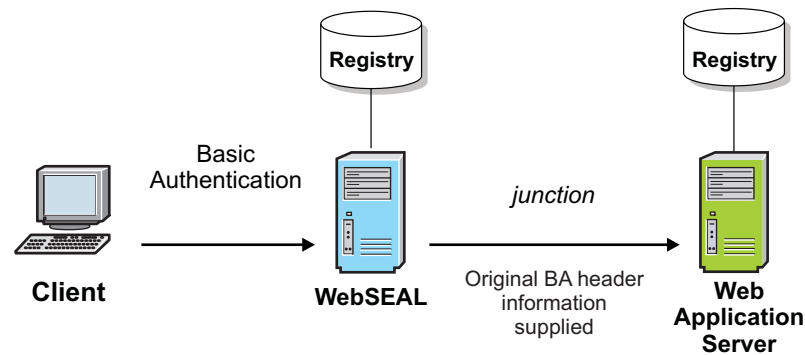 Registry
Registry
Basic
Authentication
junction
Client
WebSEAL
Original BA header
information
supplied
Web
Application
Server